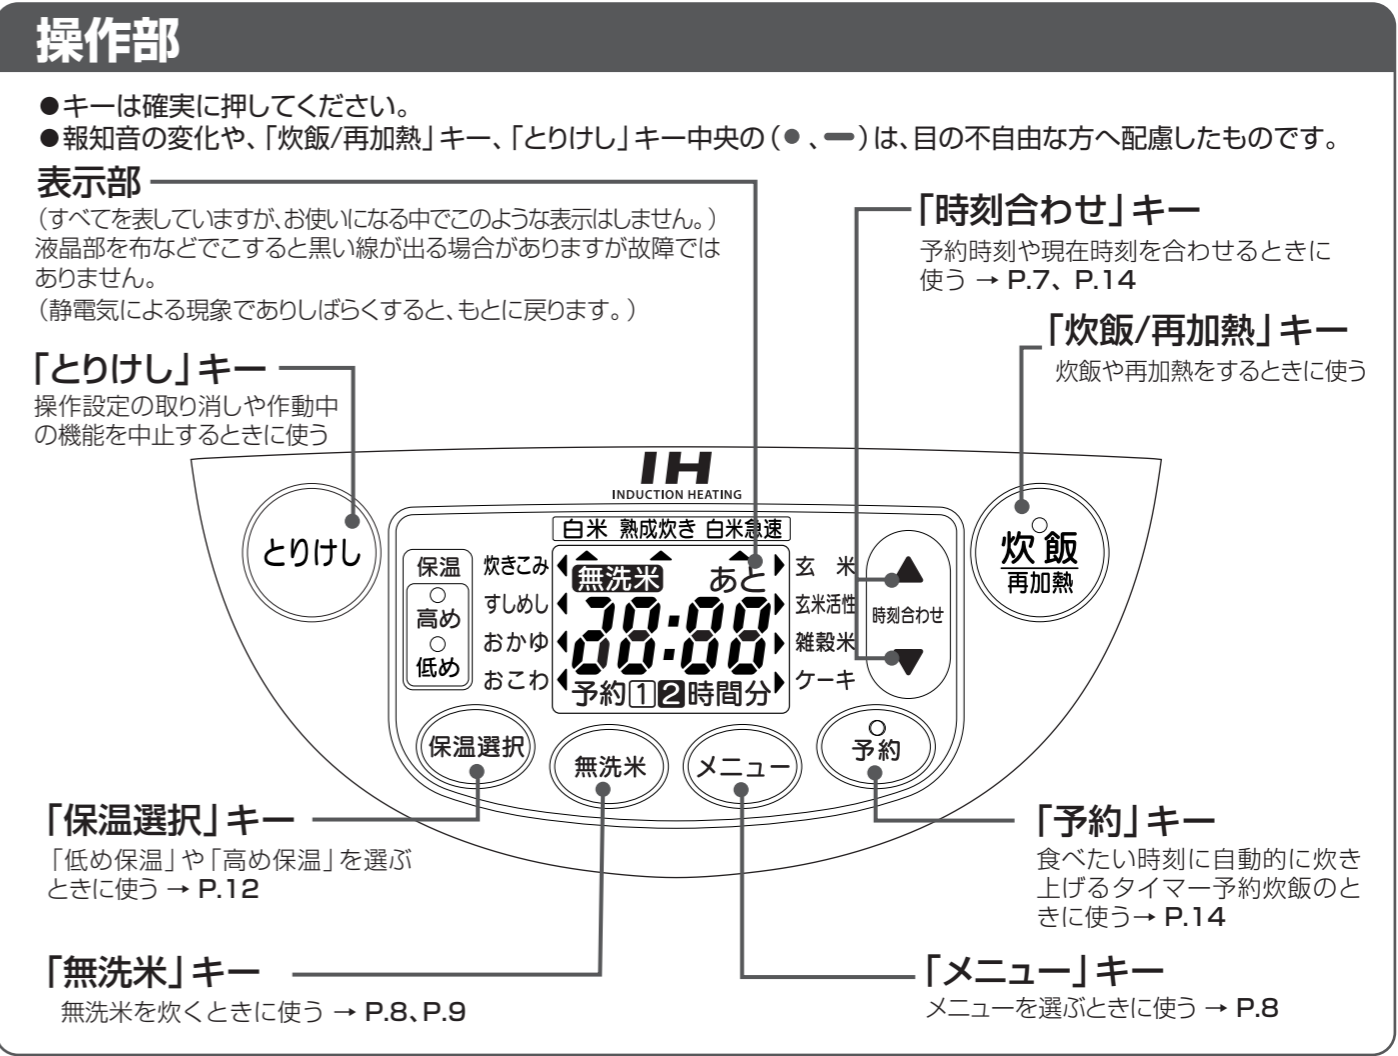 操作部
●キーは確実に押してください。
●報知音の変化や、「炊飯/再加熱」キー、「とりけし」キー中央の(●、━)は、目の不自由な方へ配慮したものです。
表示部
(すべてを表していますが、お使いになる中でこのような表示はしません。)
液晶部を布などでこすると黒い線が出る場合がありますが故障では
ありません。
(静電気による現象でありしばらくすると、もとに戻ります。)
「時刻合わせ」キー
予約時刻や現在時刻を合わせるときに
使う → P.7、P.14
「炊飯/再加熱」キー
炊飯や再加熱をするときに使う
「とりけし」キー
操作設定の取り消しや作動中
の機能を中止するときに使う
IH
INDUCTION HEATING
とりけし
保温
高め
低め
白米 熟成炊き 白米急速
炊きこみ
すしめし
おかゆ
おこわ
無洗米 あと
28:88
予約12時間分
玄米
玄米活性
雑穀米
ケーキ
▲
時刻合わせ
▼
炊飯
再加熱
保温選択
無洗米
メニュー
予約
「保温選択」キー
「低め保温」や「高め保温」を選ぶ
ときに使う → P.12
「予約」キー
食べたい時刻に自動的に炊き
上げるタイマー予約炊飯のと
きに使う→ P.14
「無洗米」キー
無洗米を炊くときに使う → P.8、P.9
「メニュー」キー
メニューを選ぶときに使う → P.8